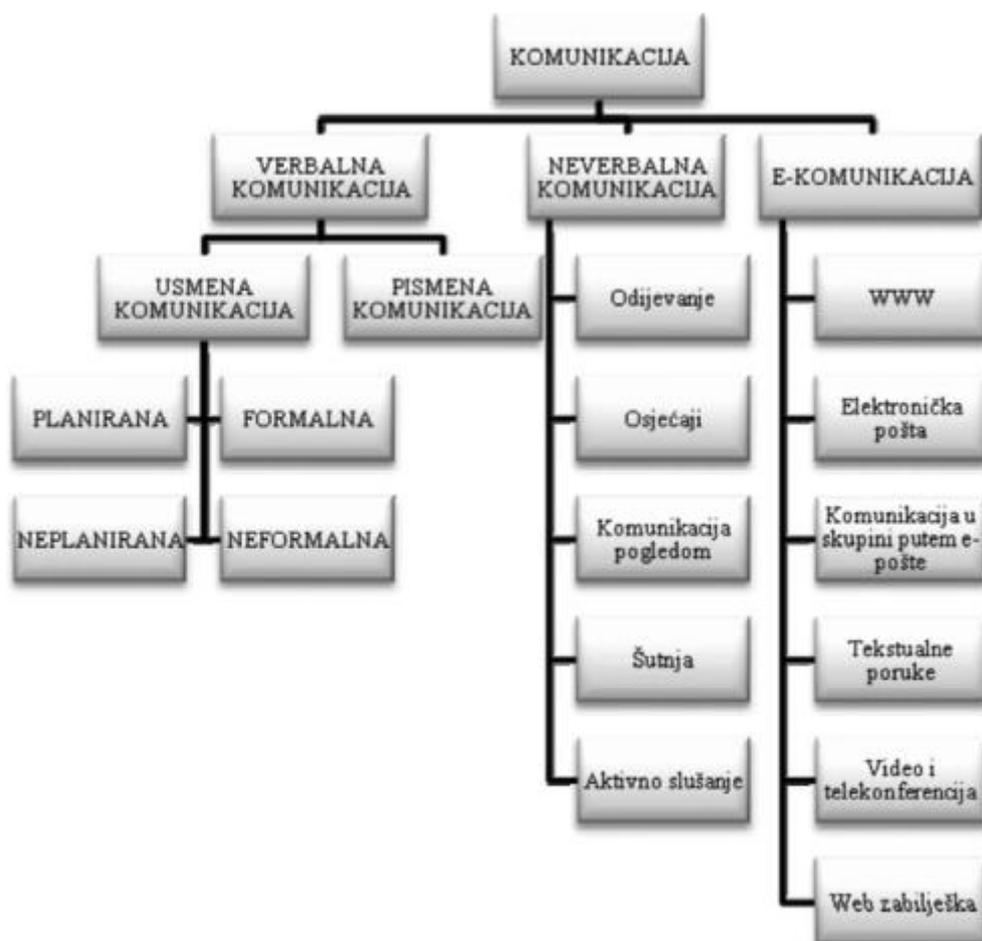 KOMUNIKACIJA
VERBALNA
KOMUNIKACIJA
NEVERBALNA
KOMUNIKACIJA
E-KOMUNIKACIJA
USMENA
KOMUNIKACIJA
PISMENA
KOMUNIKACIJA
PLANIRANA
FORMALNA
NEPLANIRANA
NEFORMALNA
Odijevanje
Osjećaji
Komunikacija
pogledom
Šutnja
Aktivno slušanje
WWW
Elektronička
pošta
Komunikacija u
skupini putem e-
pošte
Tekstualne
poruke
Video i
telekonferencija
Web zabilješka